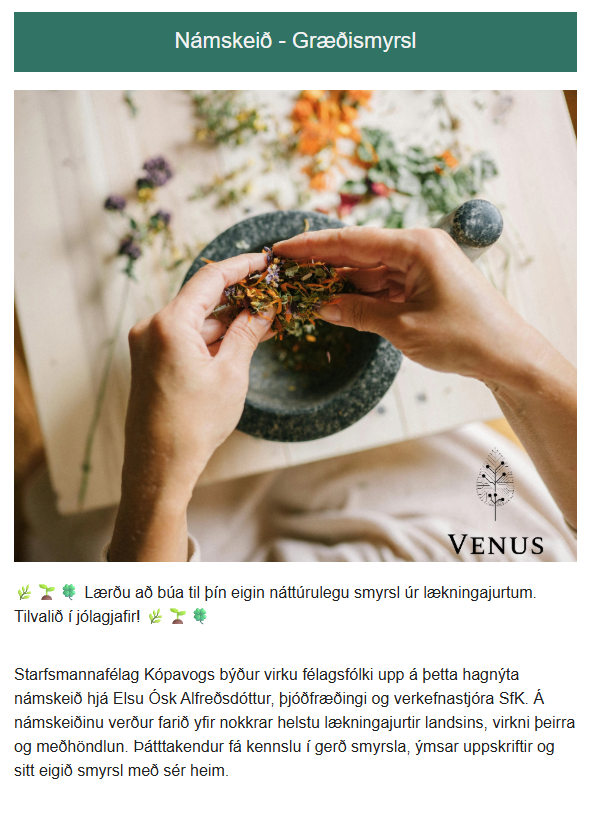 Námskeið - Græðismyrsl
VENUS
🌿 🌱 🍀 Lærðu að búa til þín eigin náttúrulegu smyrsl úr lækningajurtum.
Tilvalið í jólagjafir! 🌿 🌱 🍀
Starfsmannafélag Kópavogs býður virku félagsfólki upp á þetta hagnýta
námskeið hjá Elsu Ósk Alfreðsdóttur, þjóðfræðingi og verkefnastjóra SfK. Á
námskeiðinu verður farið yfir nokkrar helstu lækningajurtir landsins, virkni þeirra
og meðhöndlun. Þátttakendur fá kennslu í gerð smyrsla, ýmsar uppskriftir og
sitt eigið smyrsl með sér heim.